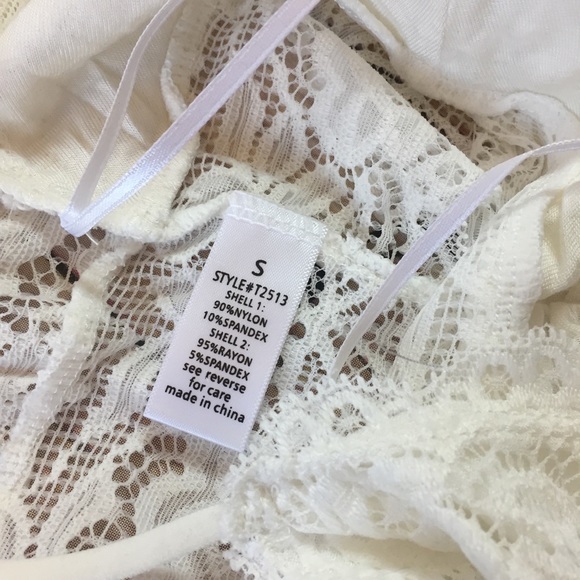 S
STYLE#T2513
SHELL 1:
90%NYLON
10%SPANDEX
SHELL 2:
95%RAYON
5%SPANDEX
see reverse
for care
made in china